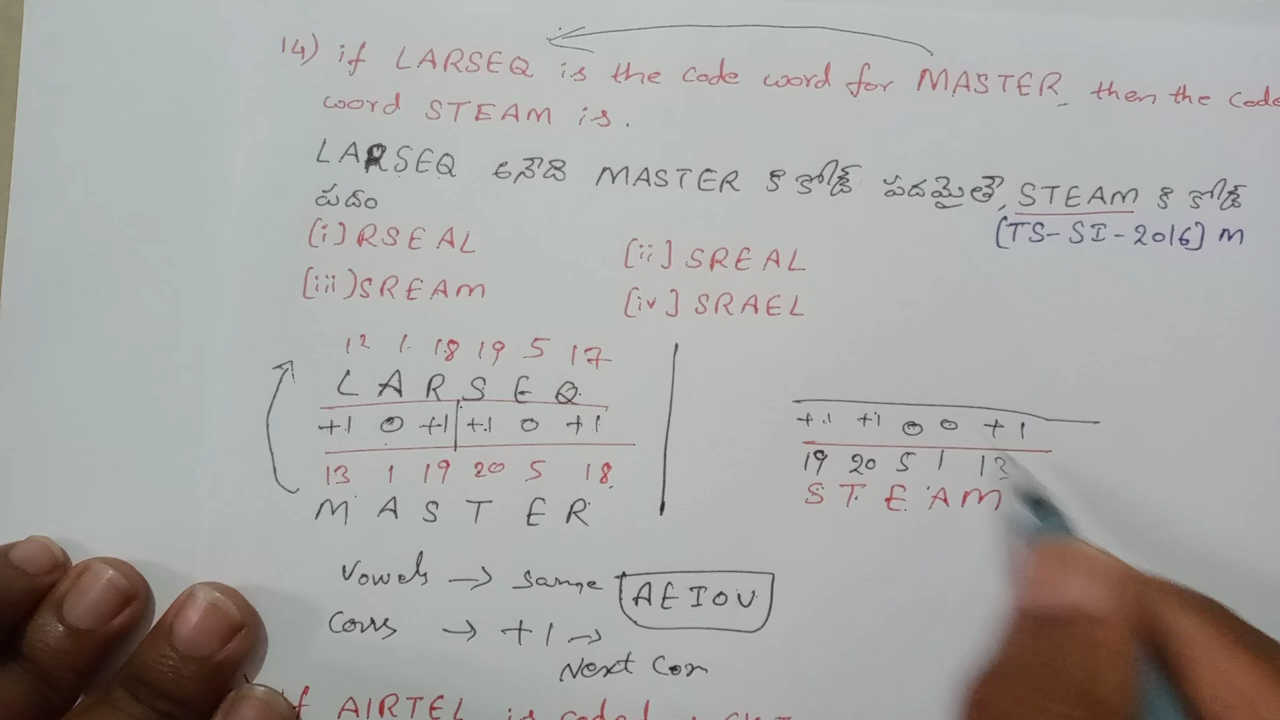 14) if LARSEQ is the code word for MASTER, then the Code
word STEAM is.
LARSEQ అనేది MASTER కి కోడ్ పదమైతే, STEAM కి కోడ్
పదం
(TS-SI-2016) M
(i) RSEAL
(ii) SREAL
(iii) SREAM
(iv) SRAEL
12 1 18 19 5 17
L A R S E Q
+1 0 +1 +1 0 +1
13 1 19 20 5 18
M A S T E R
+1 +1 0 0 +1
19 20 5 1 13
S T E A M
Vowels → Same AEIOU
Cons → +1 →
Next Con
if AIRTEL is